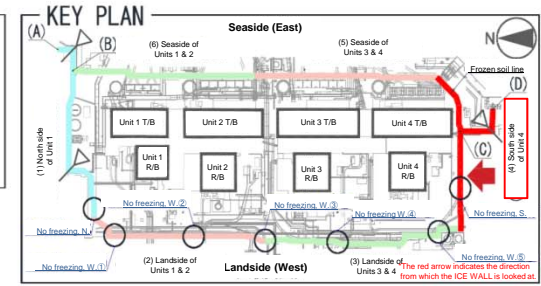 KEY PLAN
Seaside (East)
N
(A)
(B)
(6) Seaside of
Units 1 & 2
(5) Seaside of
Units 3 & 4
Frozen soil line
(D)
(1) North side
of Unit 1
Unit 1 T/B
Unit 2 T/B
Unit 3 T/B
Unit 4 T/B
(C)
(4) South side
of Unit 4
Unit 1
R/B
Unit 2
R/B
Unit 3
R/B
Unit 4
R/B
No freezing, W.②
No freezing, W.③
No freezing, W.④
No freezing, S.
No freezing, N.
No freezing, W.①
No freezing, W.⑤
(2) Landside of
Units 1 & 2
Landside (West)
(3) Landside of
Units 3 & 4
The red arrow indicates the direction
from which the ICE WALL is looked at.